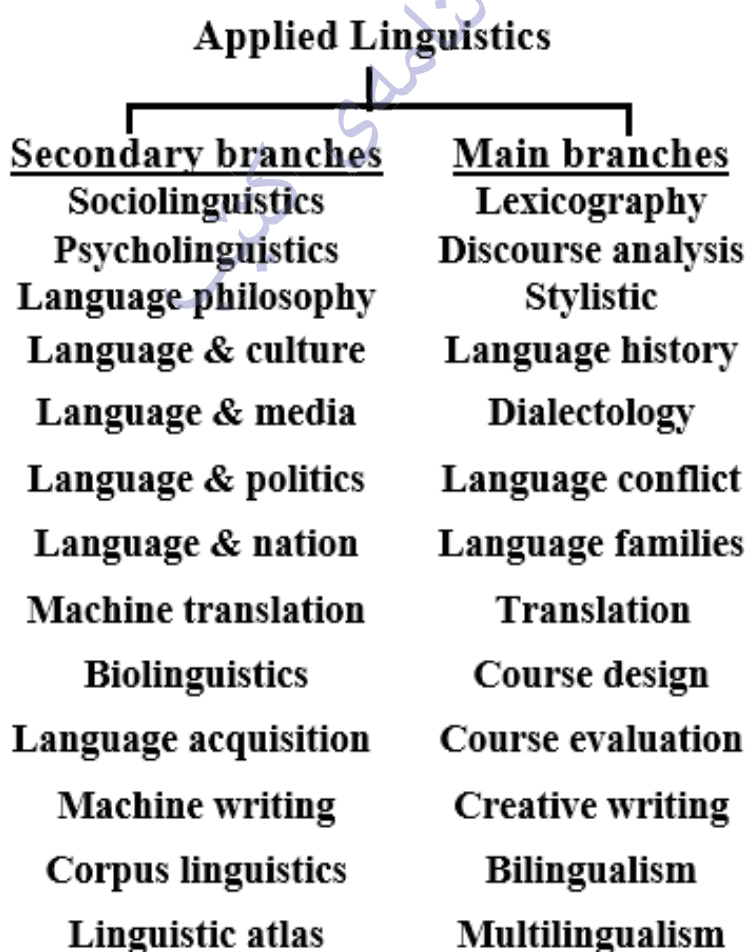 Applied Linguistics
Secondary branches Main branches
Sociolinguistics Lexicography
Psycholinguistics Discourse analysis
Language philosophy Stylistic
Language & culture Language history
Language & media Dialectology
Language & politics Language conflict
Language & nation Language families
Machine translation Translation
Biolinguistics Course design
Language acquisition Course evaluation
Machine writing Creative writing
Corpus linguistics Bilingualism
Linguistic atlas Multilingualism